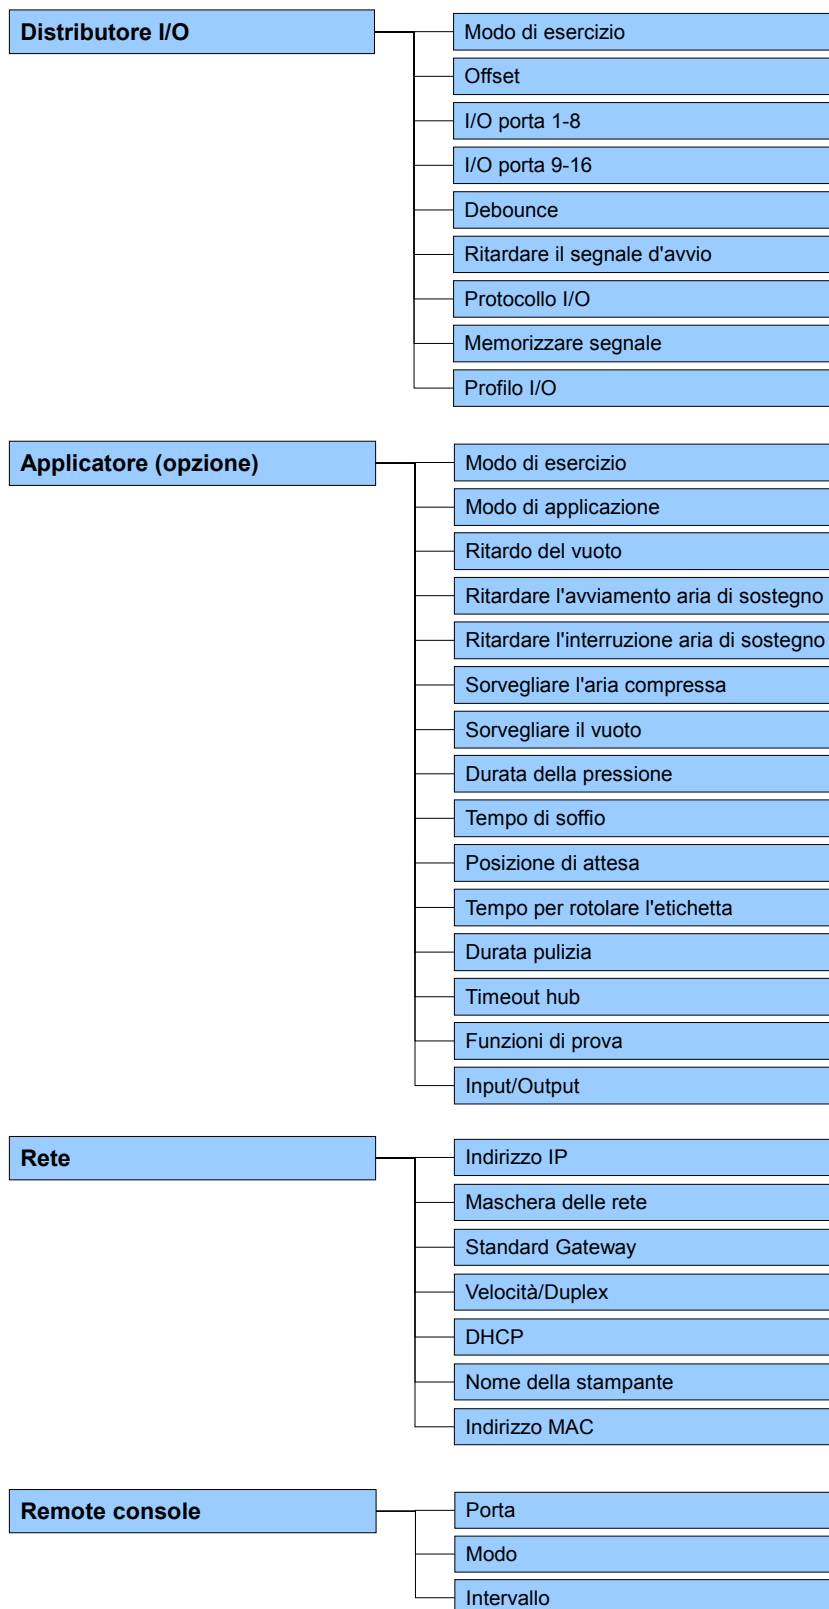 Distributore I/O
Modo di esercizio
Offset
I/O porta 1-8
I/O porta 9-16
Debounce
Ritardare il segnale d'avvio
Protocollo I/O
Memorizzare segnale
Profilo I/O
Applicatore (opzione)
Modo di esercizio
Modo di applicazione
Ritardo del vuoto
Ritardare l'avviamento aria di sostegno
Ritardare l'interruzione aria di sostegno
Sorvegliare l'aria compressa
Sorvegliare il vuoto
Durata della pressione
Tempo di soffio
Posizione di attesa
Tempo per rotolare l'etichetta
Durata pulizia
Timeout hub
Funzioni di prova
Input/Output
Rete
Indirizzo IP
Maschera delle rete
Standard Gateway
Velocità/Duplex
DHCP
Nome della stampante
Indirizzo MAC
Remote console
Porta
Modo
Intervallo